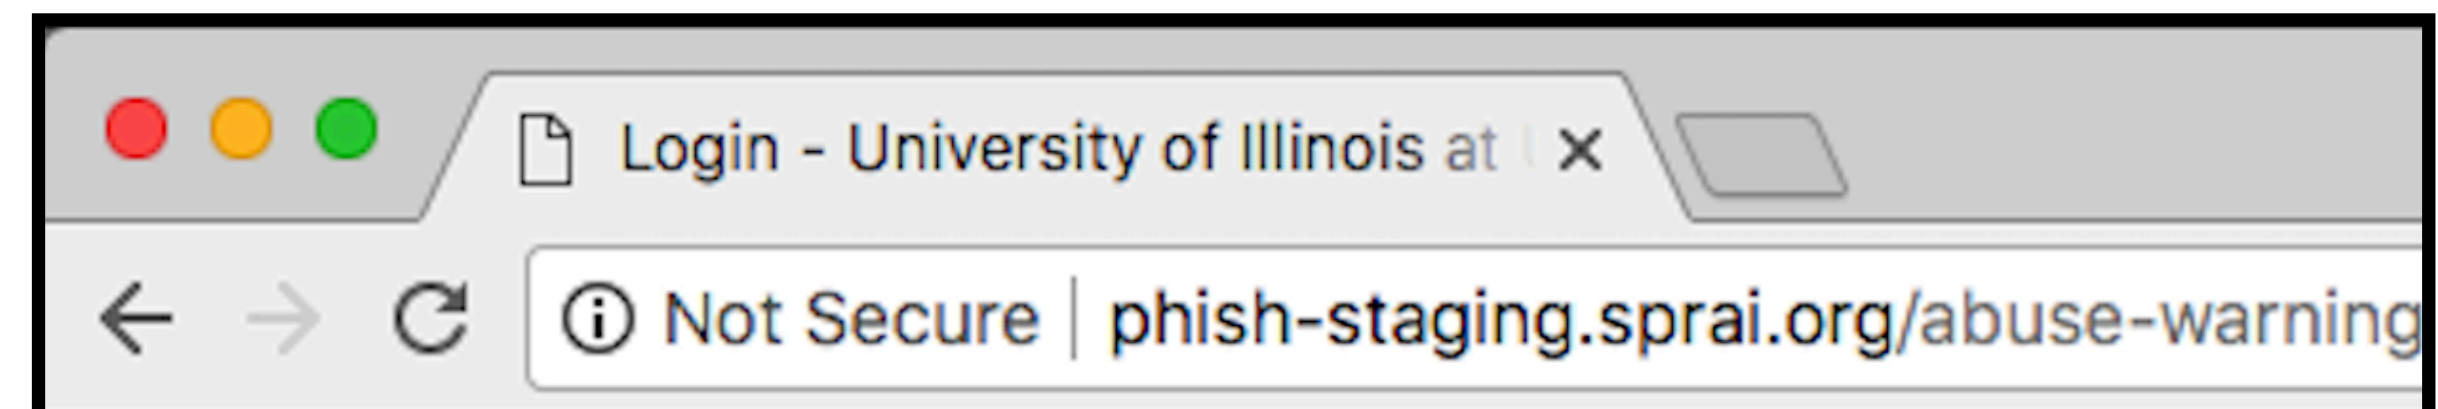 Login - University of Illinois at
Not Secure | phish-staging.sprai.org/abuse-warning